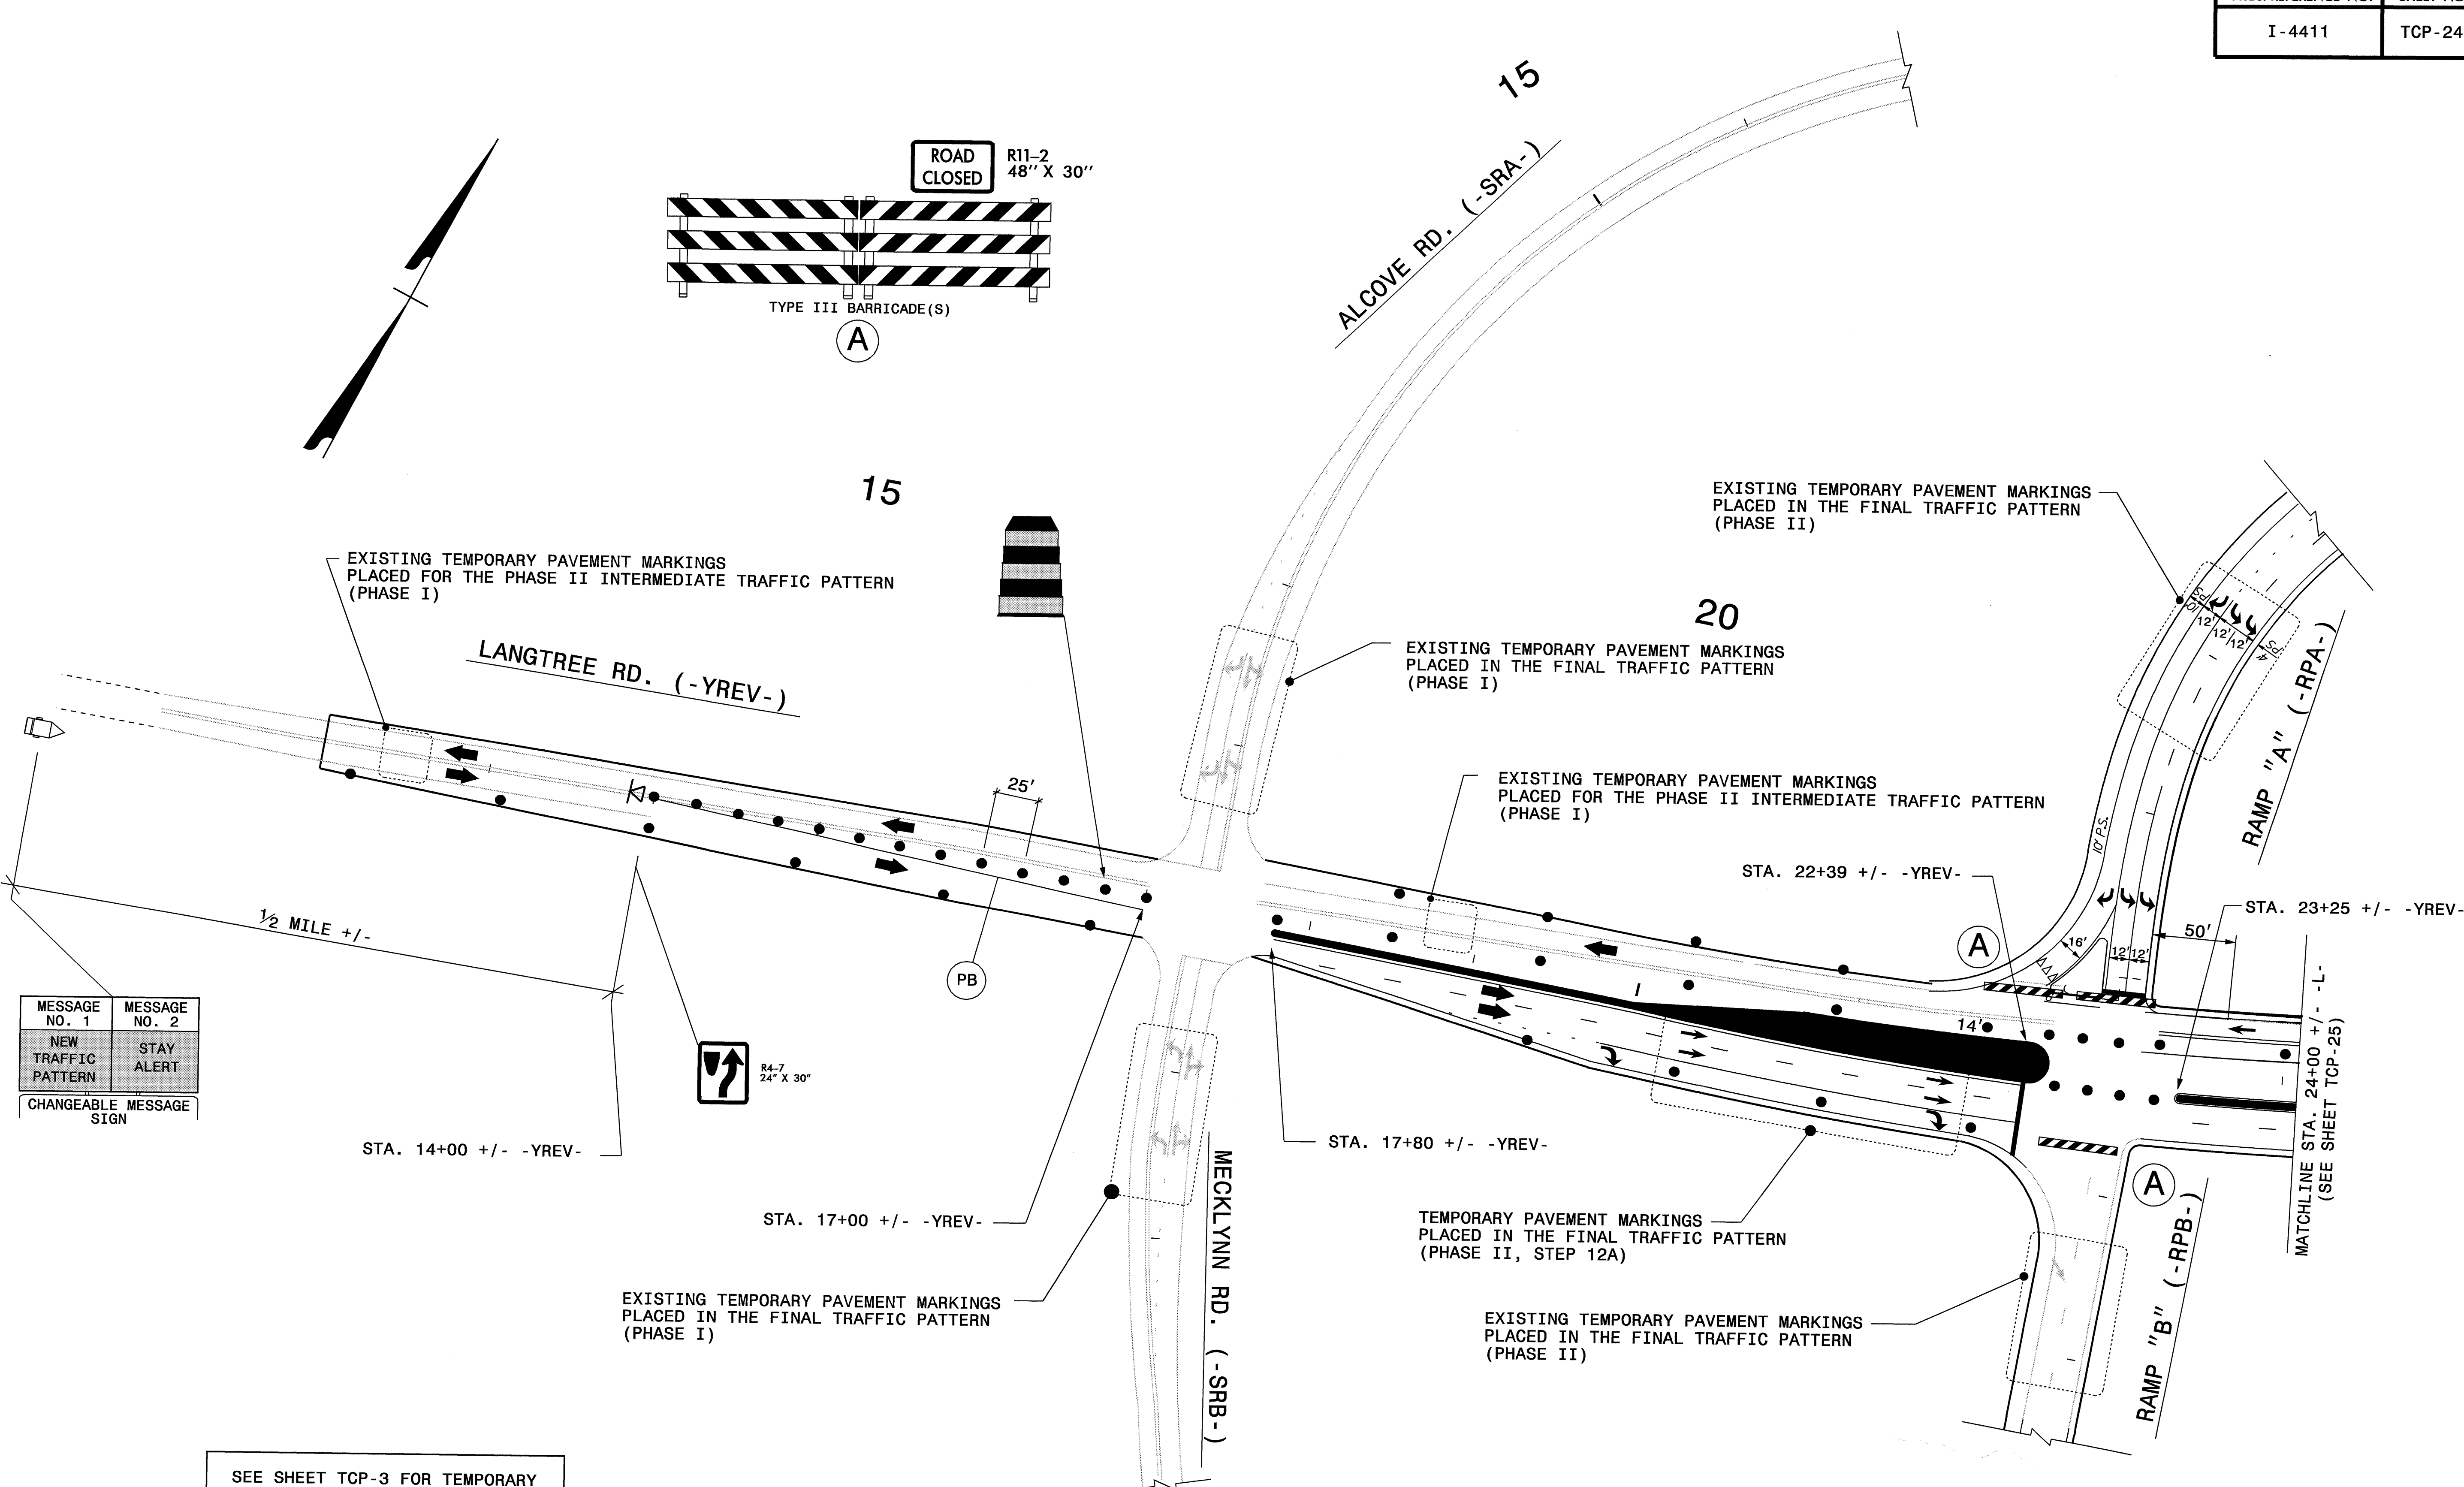 I-4411
TCP-24
15
ROAD
CLOSED
R11-2
48" X 30"
TYPE III BARRICADE(S)
A
ALCOVE RD. (-SRA-)
15
EXISTING TEMPORARY PAVEMENT MARKINGS
PLACED IN THE FINAL TRAFFIC PATTERN
(PHASE II)
EXISTING TEMPORARY PAVEMENT MARKINGS
PLACED FOR THE PHASE II INTERMEDIATE TRAFFIC PATTERN
(PHASE I)
20
LANGTREE RD. (-YREV-)
EXISTING TEMPORARY PAVEMENT MARKINGS
PLACED IN THE FINAL TRAFFIC PATTERN
(PHASE I)
10' PS
12'
12'
12'
4' PS
RAMP "A" (-RPA-)
25'
EXISTING TEMPORARY PAVEMENT MARKINGS
PLACED FOR THE PHASE II INTERMEDIATE TRAFFIC PATTERN
(PHASE I)
10' P.S.
STA. 22+39 +/- -YREV-
STA. 23+25 +/- -YREV-
1/2 MILE +/-
50'
A
16'
12'
12'
PB
14'
MESSAGE NO. 1
MESSAGE NO. 2
NEW TRAFFIC PATTERN
STAY ALERT
CHANGEABLE MESSAGE
SIGN
R4-7
24" X 30"
MATCHLINE STA. 24+00 +/- -L-
(SEE SHEET TCP-25)
STA. 14+00 +/- -YREV-
STA. 17+80 +/- -YREV-
A
STA. 17+00 +/- -YREV-
MECKLYNN RD. (-SRB-)
TEMPORARY PAVEMENT MARKINGS
PLACED IN THE FINAL TRAFFIC PATTERN
(PHASE II, STEP 12A)
EXISTING TEMPORARY PAVEMENT MARKINGS
PLACED IN THE FINAL TRAFFIC PATTERN
(PHASE I)
EXISTING TEMPORARY PAVEMENT MARKINGS
PLACED IN THE FINAL TRAFFIC PATTERN
(PHASE II)
RAMP "B" (-RPB-)
SEE SHEET TCP-3 FOR TEMPORARY